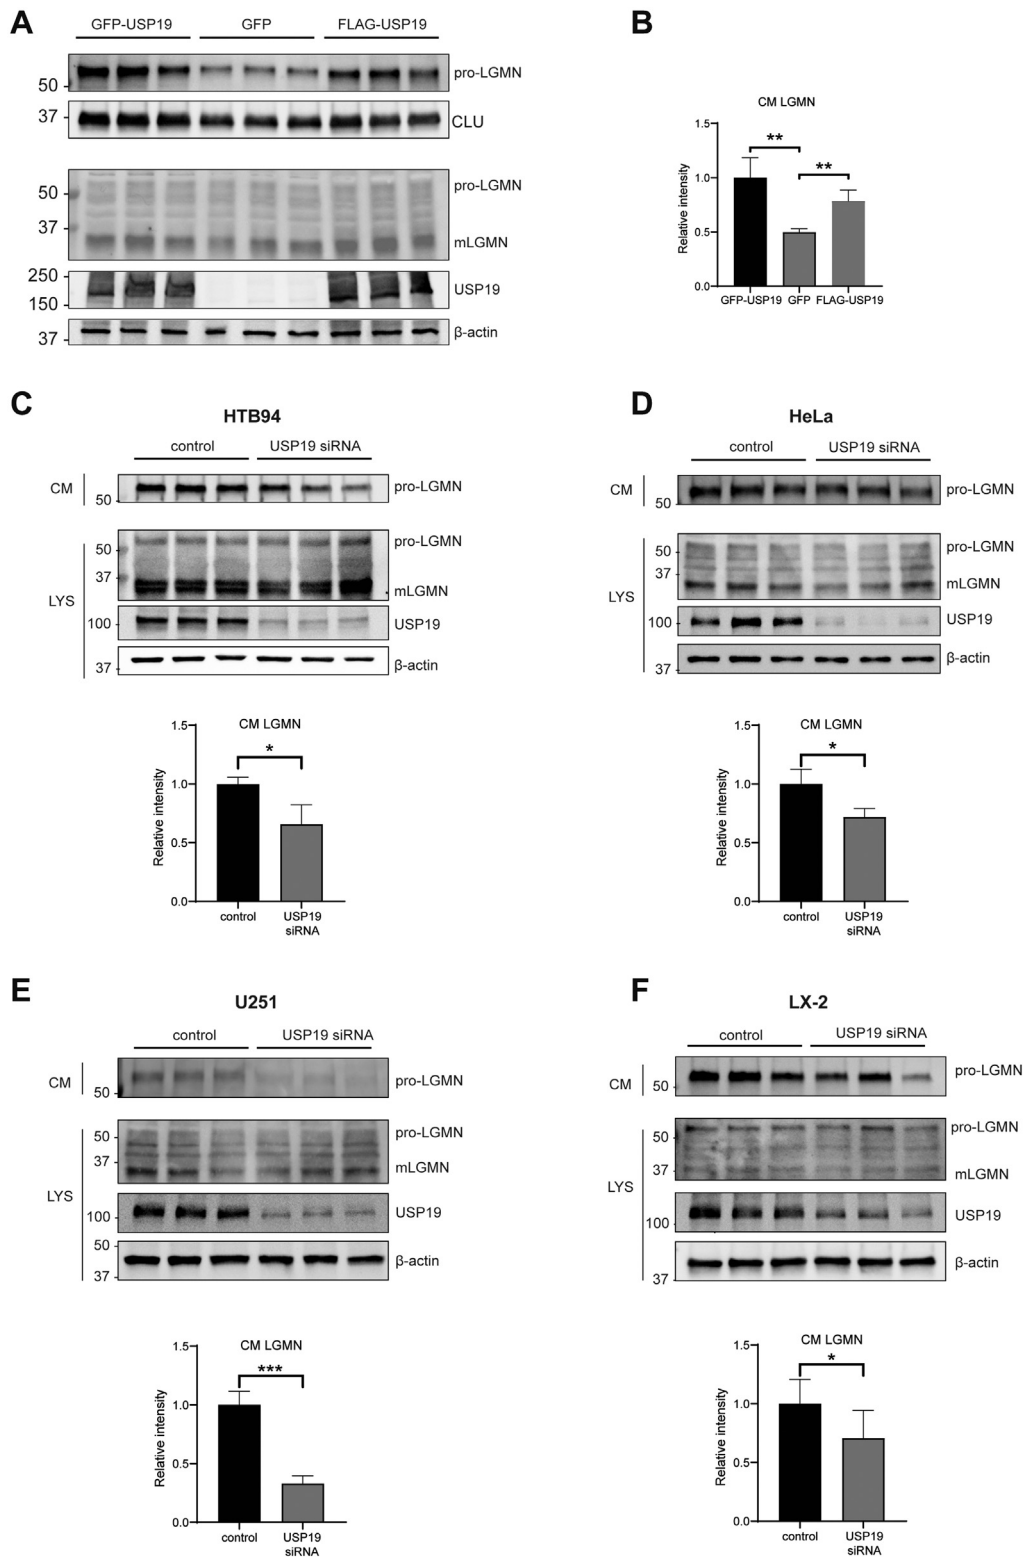 A
GFP-USP19 GFP FLAG-USP19
50
pro-LGMN
37
CLU
50
37
pro-LGMN
mLGMN
250
150
USP19
37
β-actin
B
CM LGMN
Relative intensity
1.5
1.0
0.5
0.0
** **
GFP-USP19 GFP FLAG-USP19
C
HTB94
control USP19 siRNA
CM
50
pro-LGMN
LYS
50
37
pro-LGMN
mLGMN
100
USP19
37
β-actin
CM LGMN
Relative intensity
1.5
1.0
0.5
0.0
*
control USP19
siRNA
D
HeLa
control USP19 siRNA
CM
50
pro-LGMN
LYS
50
37
pro-LGMN
mLGMN
100
USP19
37
β-actin
CM LGMN
Relative intensity
1.5
1.0
0.5
0.0
*
control USP19
siRNA
E
U251
control USP19 siRNA
CM
50
pro-LGMN
LYS
50
37
pro-LGMN
mLGMN
100
USP19
50
37
β-actin
CM LGMN
Relative intensity
1.5
1.0
0.5
0.0
***
control USP19
siRNA
F
LX-2
control USP19 siRNA
CM
50
pro-LGMN
LYS
50
37
pro-LGMN
mLGMN
100
USP19
37
β-actin
CM LGMN
Relative intensity
1.5
1.0
0.5
0.0
*
control USP19
siRNA